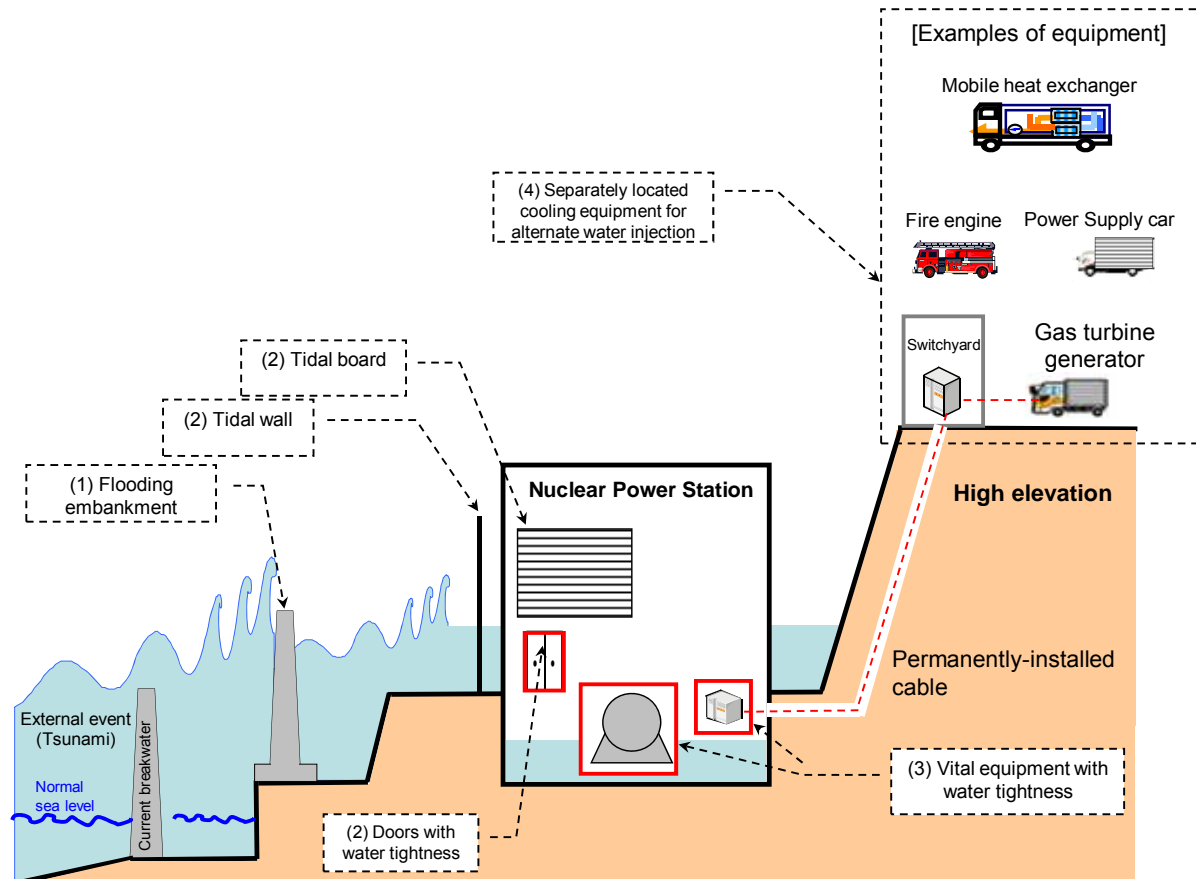 [Examples of equipment]
Mobile heat exchanger
(4) Separately located
cooling equipment for
alternate water injection
Fire engine
Power Supply car
Switchyard
Gas turbine
generator
(2) Tidal board
(2) Tidal wall
(1) Flooding
embankment
Nuclear Power Station
High elevation
Permanently-installed
cable
External event
(Tsunami)
Current breakwater
Normal
sea level
(3) Vital equipment with
water tightness
(2) Doors with
water tightness